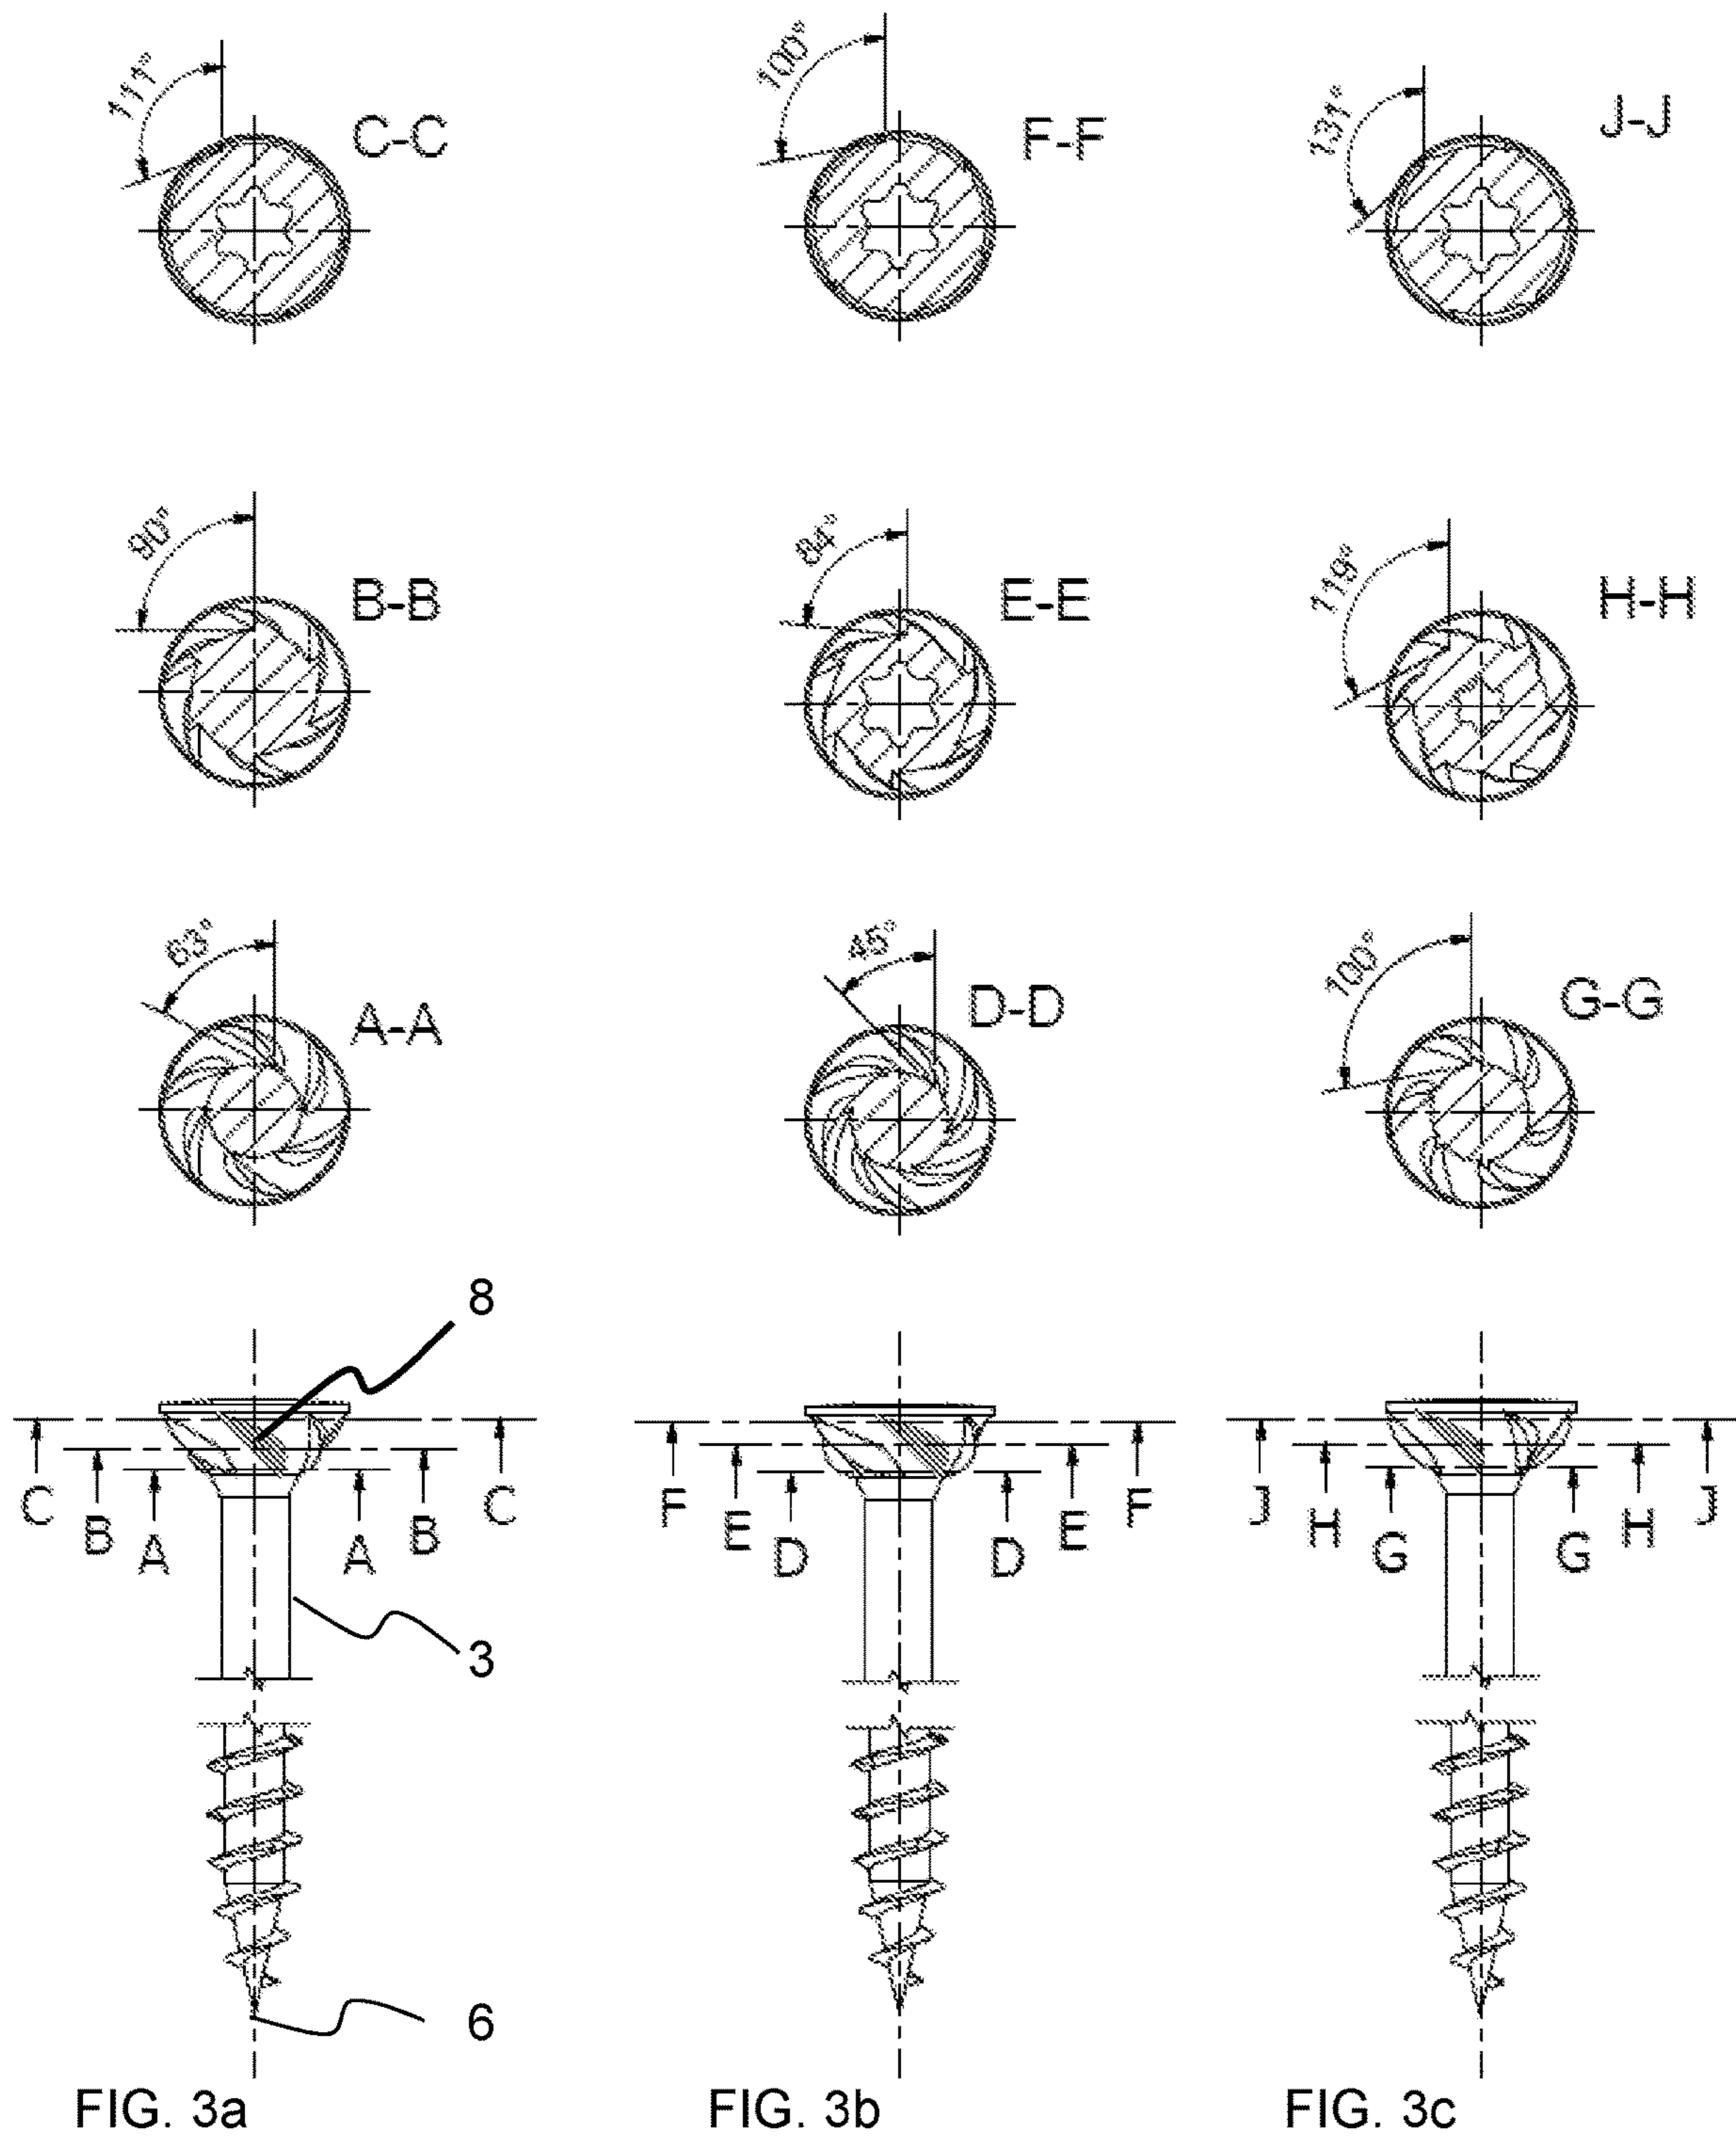 111°
C-C
100°
F-F
131°
J-J
90°
B-B
84°
E-E
119°
H-H
63°
A-A
45°
D-D
100°
G-G
8
C
B
A
A
B
C
F
E
D
D
E
F
J
H
G
G
H
J
3
6
FIG. 3a
FIG. 3b
FIG. 3c